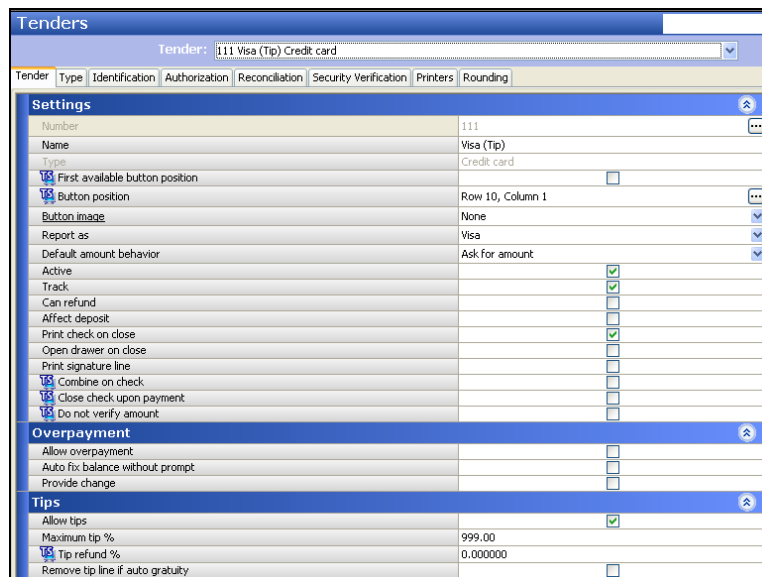 Tenders
Tender: 111 Visa (Tip) Credit card
Tender Type Identification Authorization Reconciliation Security Verification Printers Rounding
Settings
Number 111 ...
Name Visa (Tip)
Type Credit card
First available button position
Button position Row 10, Column 1 ...
Button image None
Report as Visa
Default amount behavior Ask for amount
Active
Track
Can refund
Affect deposit
Print check on close
Open drawer on close
Print signature line
Combine on check
Close check upon payment
Do not verify amount
Overpayment
Allow overpayment
Auto fix balance without prompt
Provide change
Tips
Allow tips
Maximum tip % 999.00
Tip refund % 0.000000
Remove tip line if auto gratuity